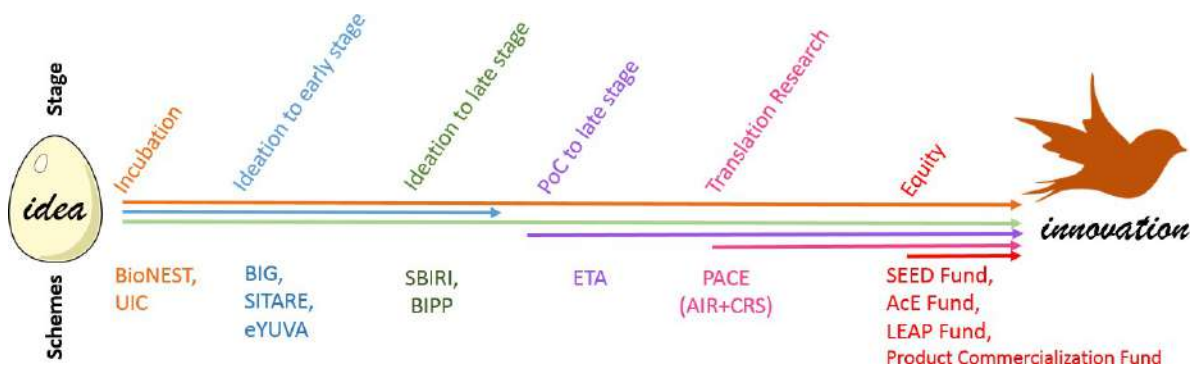 Stage
Incubation
Ideation to early stage
Ideation to late stage
PoC to late stage
Translation Research
Equity
idea
innovation
Schemes
BioNEST,
UIC
BIG,
SITARE,
eYUVA
SBIRI,
BIPP
ETA
PACE
(AIR+CRS)
SEED Fund,
AcE Fund,
LEAP Fund,
Product Commercialization Fund